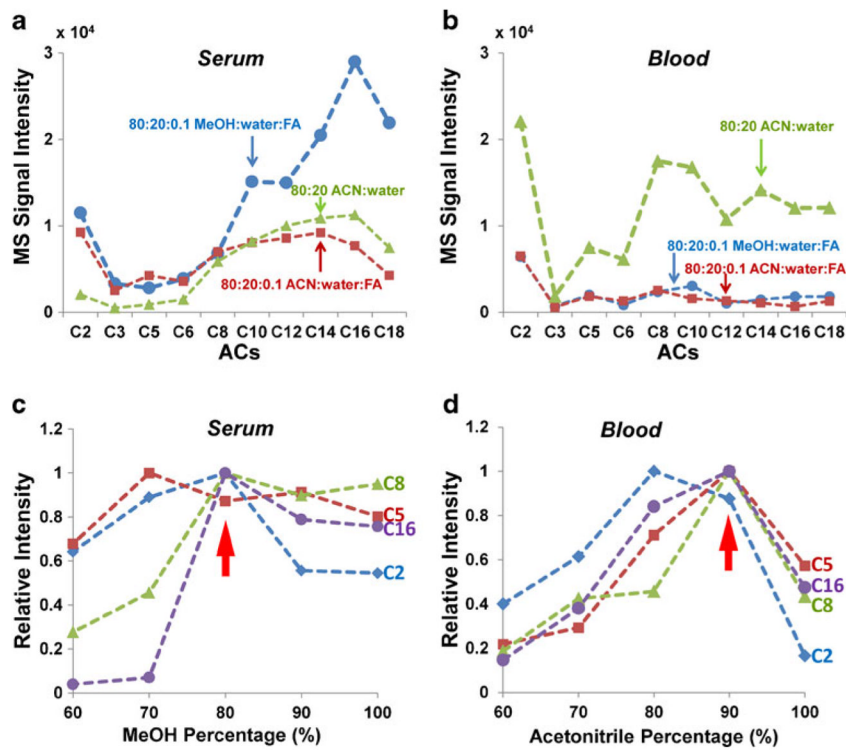 a
x 10⁴
Serum
MS Signal Intensity
3
2
1
0
80:20:0.1 MeOH:water:FA
80:20 ACN:water
80:20:0.1 ACN:water:FA
C2 C3 C5 C6 C8 C10 C12 C14 C16 C18
ACs
b
x 10⁴
Blood
MS Signal Intensity
3
2
1
0
80:20 ACN:water
80:20:0.1 MeOH:water:FA
80:20:0.1 ACN:water:FA
C2 C3 C5 C6 C8 C10 C12 C14 C16 C18
ACs
c
Serum
Relative Intensity
1.2
1
0.8
0.6
0.4
0.2
0
C8
C5
C16
C2
60 70 80 90 100
MeOH Percentage (%)
d
Blood
Relative Intensity
1.2
1
0.8
0.6
0.4
0.2
0
C5
C16
C8
C2
60 70 80 90 100
Acetonitrile Percentage (%)